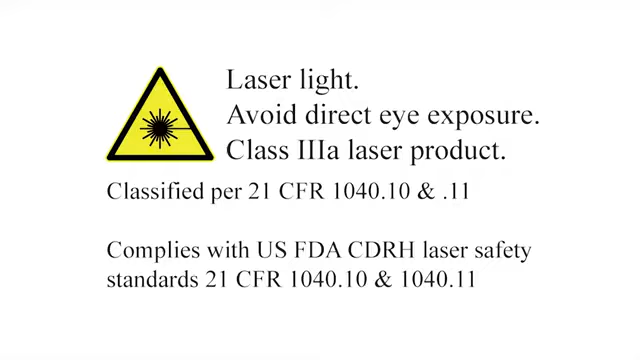 Laser light.
Avoid direct eye exposure.
Class IIIa laser product.
Classified per 21 CFR 1040.10 & .11
Complies with US FDA CDRH laser safety
standards 21 CFR 1040.10 & 1040.11